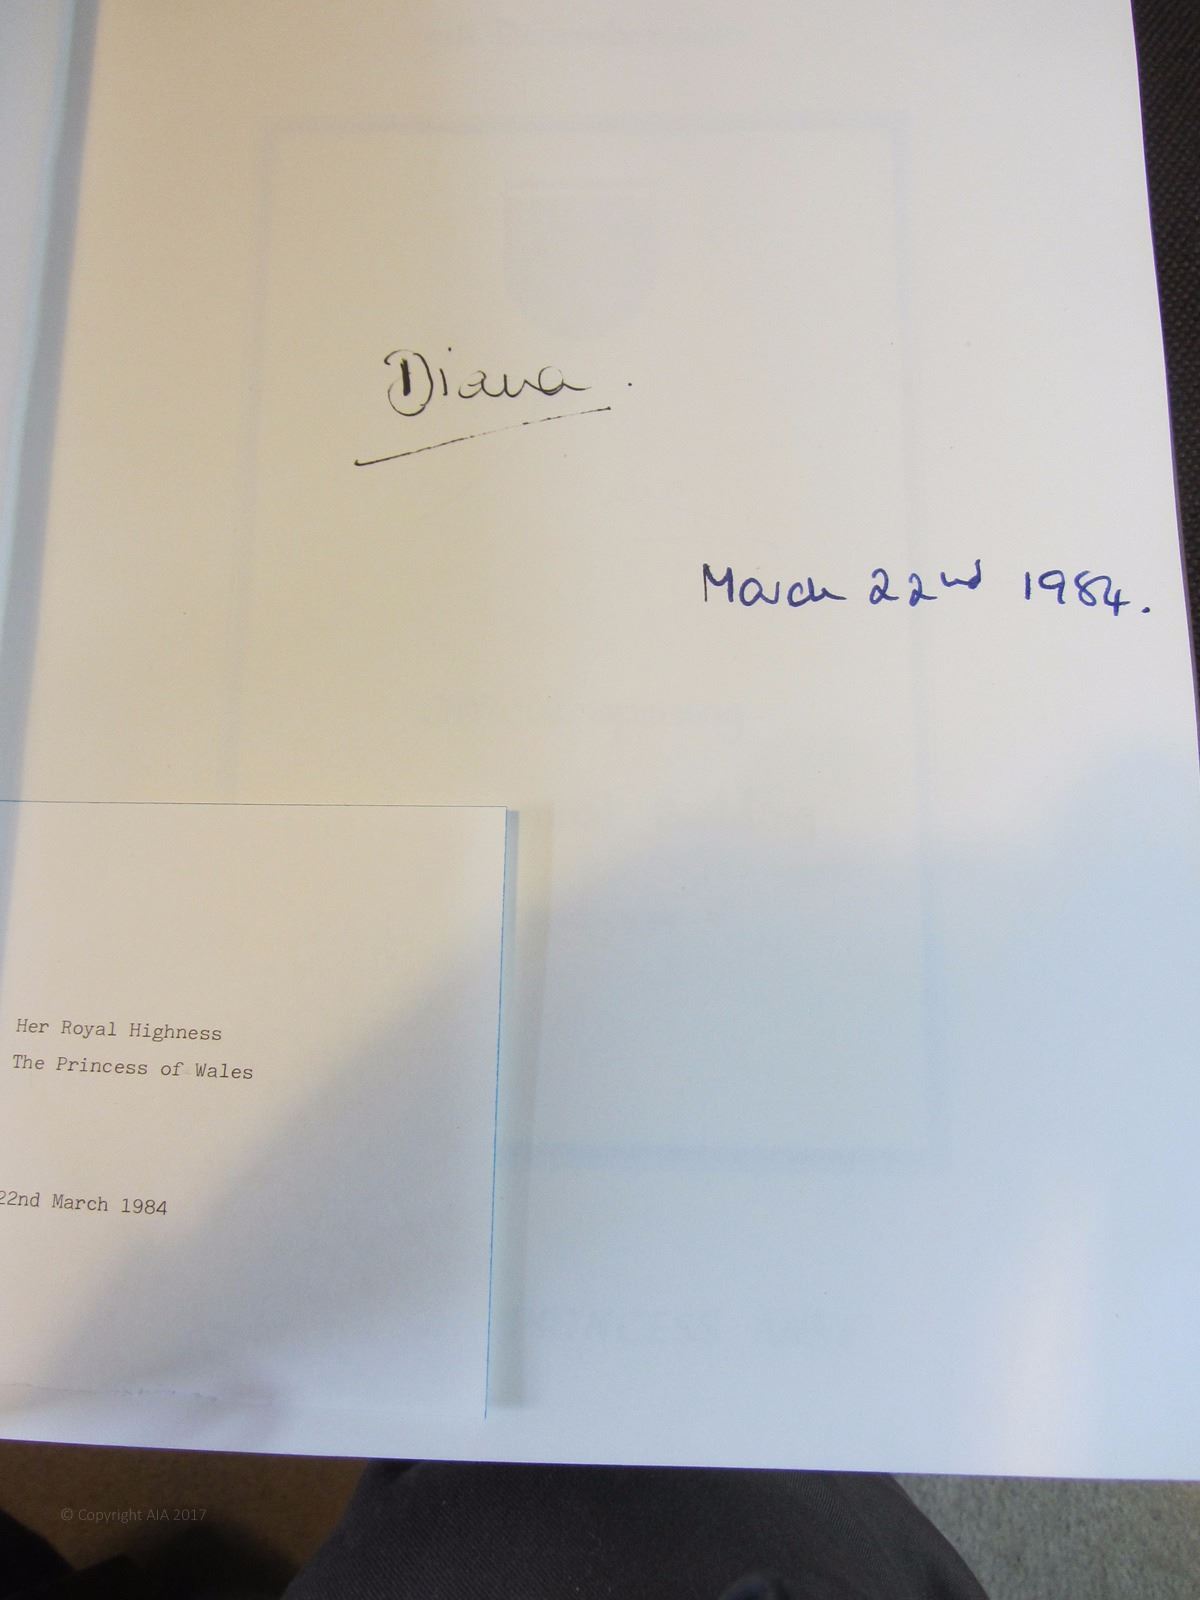 Diana.
March 22nd 1984.
Her Royal Highness
The Princess of Wales
22nd March 1984
© Copyright AIA 2017